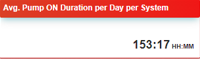 Avg. Pump ON Duration per Day per System
153:17 HH:MM